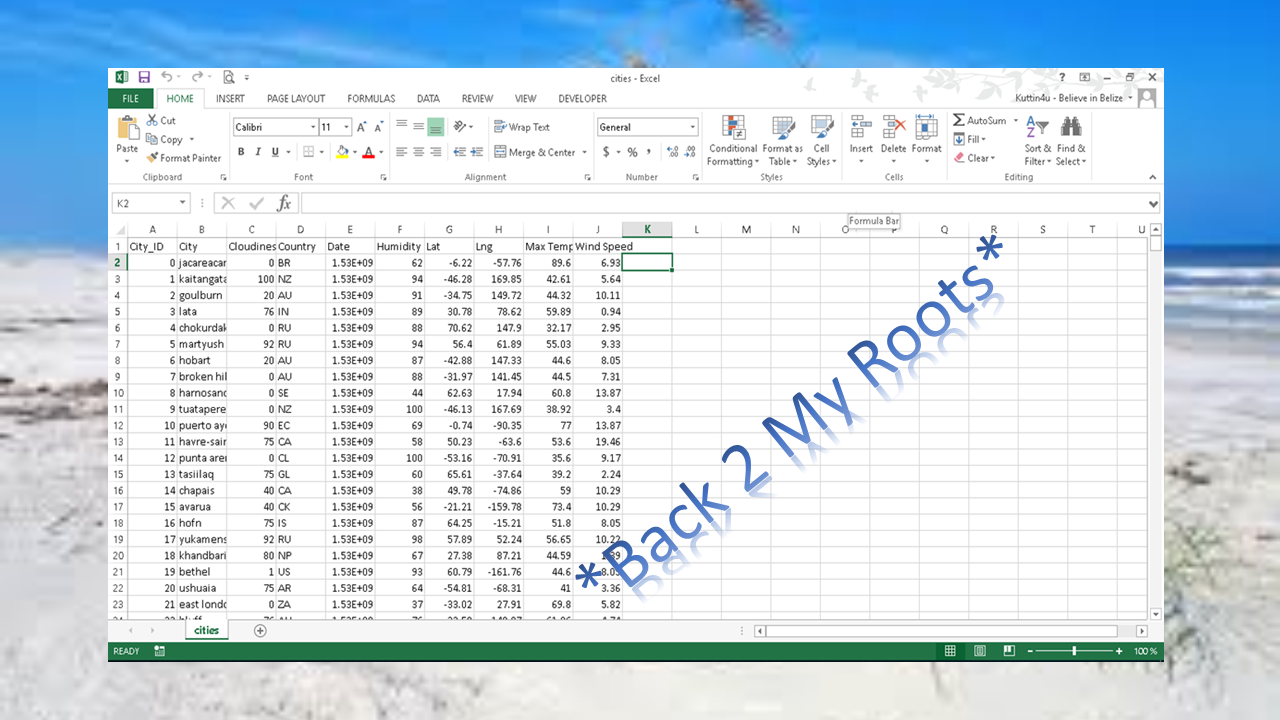 cities - Excel
?
FILE HOME INSERT PAGE LAYOUT FORMULAS DATA REVIEW VIEW DEVELOPER Kuttin4u - Believe in Belize
Paste
Cut
Copy
Format Painter
Clipboard
Calibri 11
B I U
Font
Wrap Text
Merge & Center
Alignment
General
$ % ,
Number
Conditional Formatting
Format as Table
Cell Styles
Styles
Insert Delete Format
Cells
AutoSum
Fill
Clear
Sort & Filter
Find & Select
Editing
K2 fx
Formula Bar
A B C D E F G H I J K L M N O P Q R S T U
1 City_ID City Cloudines Country Date Humidity Lat Lng Max Temp Wind Speed
2 0 jacareacar 0 BR 1.53E+09 62 -6.22 -57.76 89.6 6.93
3 1 kaitangata 100 NZ 1.53E+09 94 -46.28 169.85 42.61 5.64
4 2 goulburn 20 AU 1.53E+09 91 -34.75 149.72 44.32 10.11
5 3 lata 76 IN 1.53E+09 89 30.78 78.62 59.89 0.94
6 4 chokurdak 0 RU 1.53E+09 88 70.62 147.9 32.17 2.95
7 5 martyush 92 RU 1.53E+09 94 56.4 61.89 55.03 9.33
8 6 hobart 20 AU 1.53E+09 87 -42.88 147.33 44.6 8.05
9 7 broken hil 0 AU 1.53E+09 88 -31.97 141.45 44.5 7.31
10 8 harnosand 0 SE 1.53E+09 44 62.63 17.94 60.8 13.87
11 9 tuatapere 0 NZ 1.53E+09 100 -46.13 167.69 38.92 3.4
12 10 puerto ayo 90 EC 1.53E+09 69 -0.74 -90.35 77 13.87
13 11 havre-sain 75 CA 1.53E+09 58 50.23 -63.6 53.6 19.46
14 12 punta aren 0 CL 1.53E+09 100 -53.16 -70.91 35.6 9.17
15 13 tasiilaq 75 GL 1.53E+09 60 65.61 -37.64 39.2 2.24
16 14 chapais 40 CA 1.53E+09 38 49.78 -74.86 59 10.29
17 15 avarua 40 CK 1.53E+09 56 -21.21 -159.78 73.4 10.29
18 16 hofn 75 IS 1.53E+09 87 64.25 -15.21 51.8 8.05
19 17 yukamens 92 RU 1.53E+09 98 57.89 52.24 56.65 10.22
20 18 khandbari 80 NP 1.53E+09 67 27.38 87.21 44.59
21 19 bethel 1 US 1.53E+09 93 60.79 -161.76 44.6
22 20 ushuaia 75 AR 1.53E+09 64 -54.81 -68.31 41 3.36
23 21 east londo 0 ZA 1.53E+09 37 -33.02 27.91 69.8 5.82
*Back 2 My Roots*
cities
READY 100 %